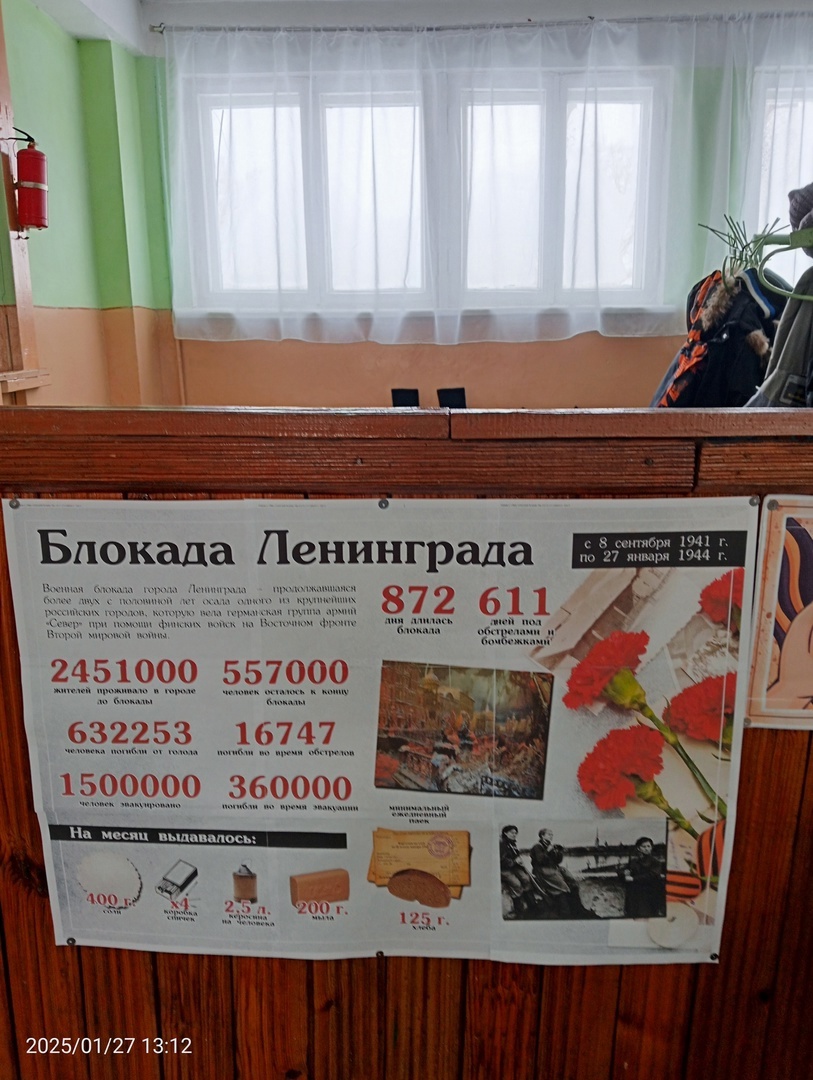 Блокада Ленинграда
с 8 сентября 1941 г.
по 27 января 1944 г.
Военная блокада города Ленинграда - продолжавшаяся
более двух с половиной лет осада одного из крупнейших
российских городов, которую вела германская группа армий
«Север» при помощи финских войск на Восточном фронте
Второй мировой войны.
872
дня длилась
блокада
611
дней под
обстрелами и
бомбежками
2451000
жителей проживало в городе
до блокады
557000
человек осталось к концу
блокады
632253
человека погибли от голода
16747
погибли во время обстрелов
1500000
человек эвакуировано
360000
погибли во время эвакуации
минимальный
ежедневный
паек
На месяц выдавалось:
400 г.
соли
х4
коробка
спичек
2,5 л.
керосина
на человека
200 г.
мыла
125 г.
хлеба
2025/01/27 13:12